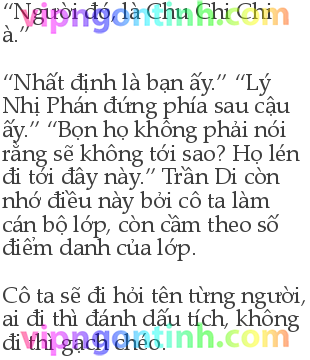 vipngontinh.com
“Người đó, là Chu Chi Chi
à.”
“Nhất định là bạn ấy.” “Lý
Nhị Phán đứng phía sau cậu
ấy.” “Bọn họ không phải nói
rằng sẽ không tới sao? Họ lén
đi tới đây này.” Trần Di còn
nhớ điều này bởi cô ta làm
cán bộ lớp, còn cầm theo số
điểm danh của lớp.
Cô ta sẽ đi hỏi tên từng người,
ai đi thì đánh dấu tích, không
đi thì gạch chéo.
vipngontinh.com